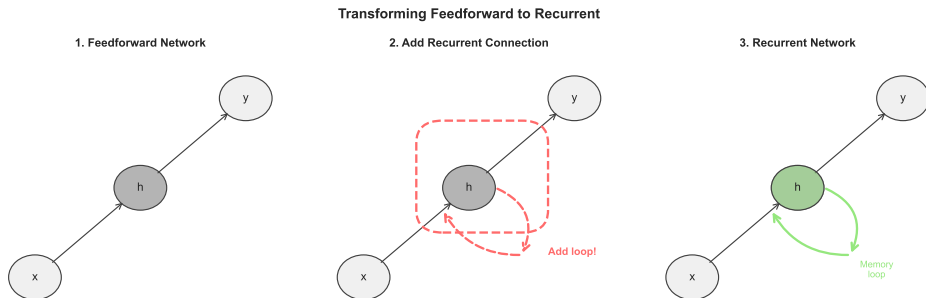 Transforming Feedforward to Recurrent
1. Feedforward Network
y
h
x
2. Add Recurrent Connection
y
h
Add loop!
x
3. Recurrent Network
y
h
Memory
loop
x